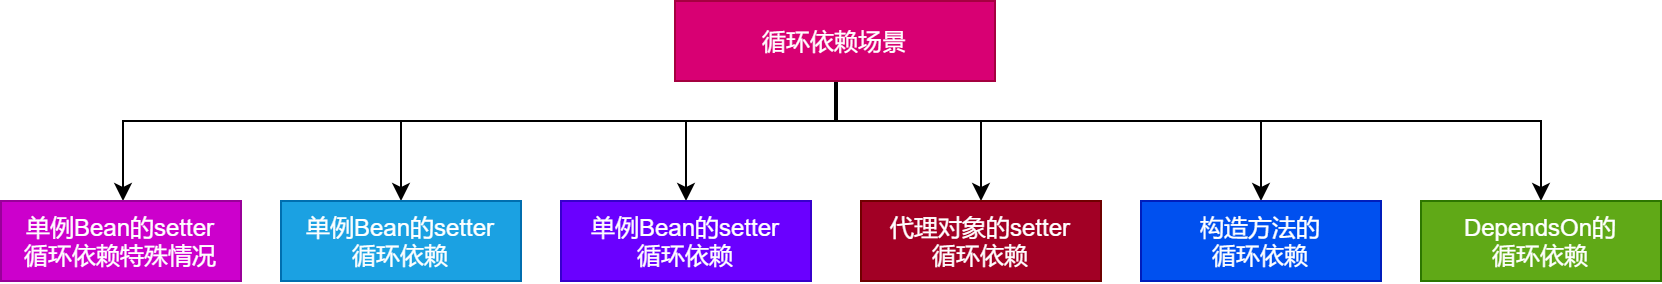 循环依赖场景
单例Bean的setter
循环依赖特殊情况
单例Bean的setter
循环依赖
单例Bean的setter
循环依赖
代理对象的setter
循环依赖
构造方法的
循环依赖
DependsOn的
循环依赖